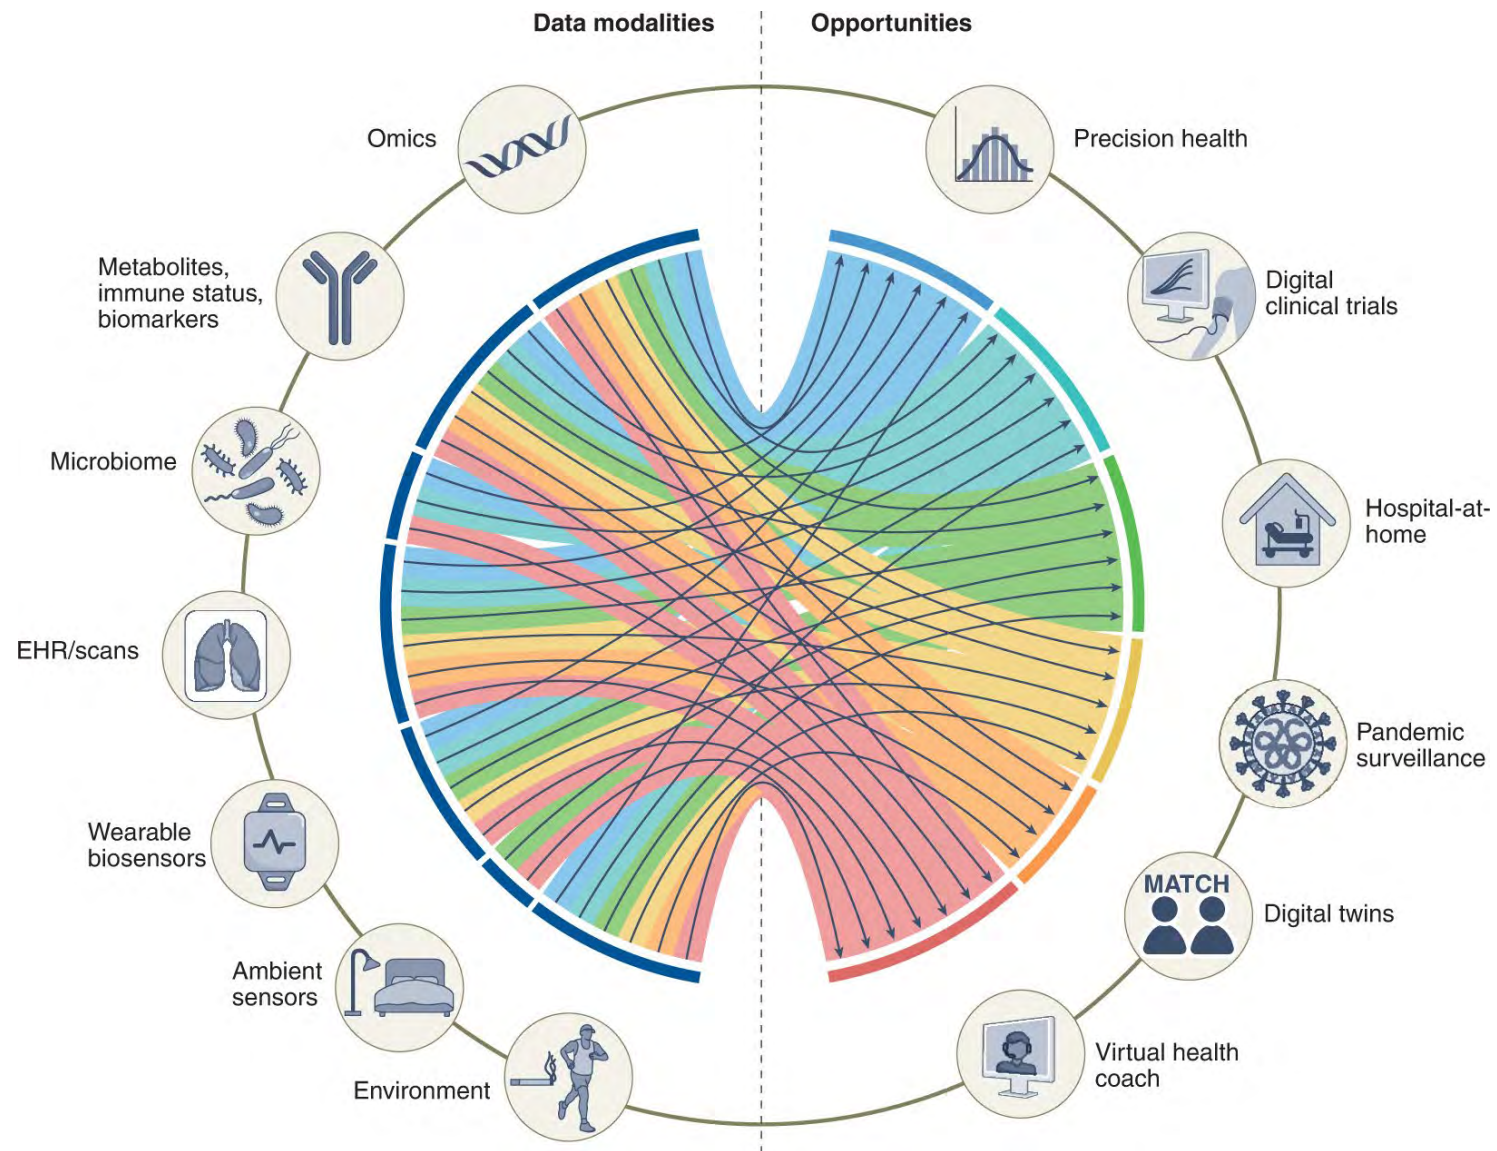 Data modalities
Opportunities
Omics
Metabolites,
immune status,
biomarkers
Microbiome
EHR/scans
Wearable
biosensors
Ambient
sensors
Environment
Precision health
Digital
clinical trials
Hospital-at-
home
Pandemic
surveillance
MATCH
Digital twins
Virtual health
coach